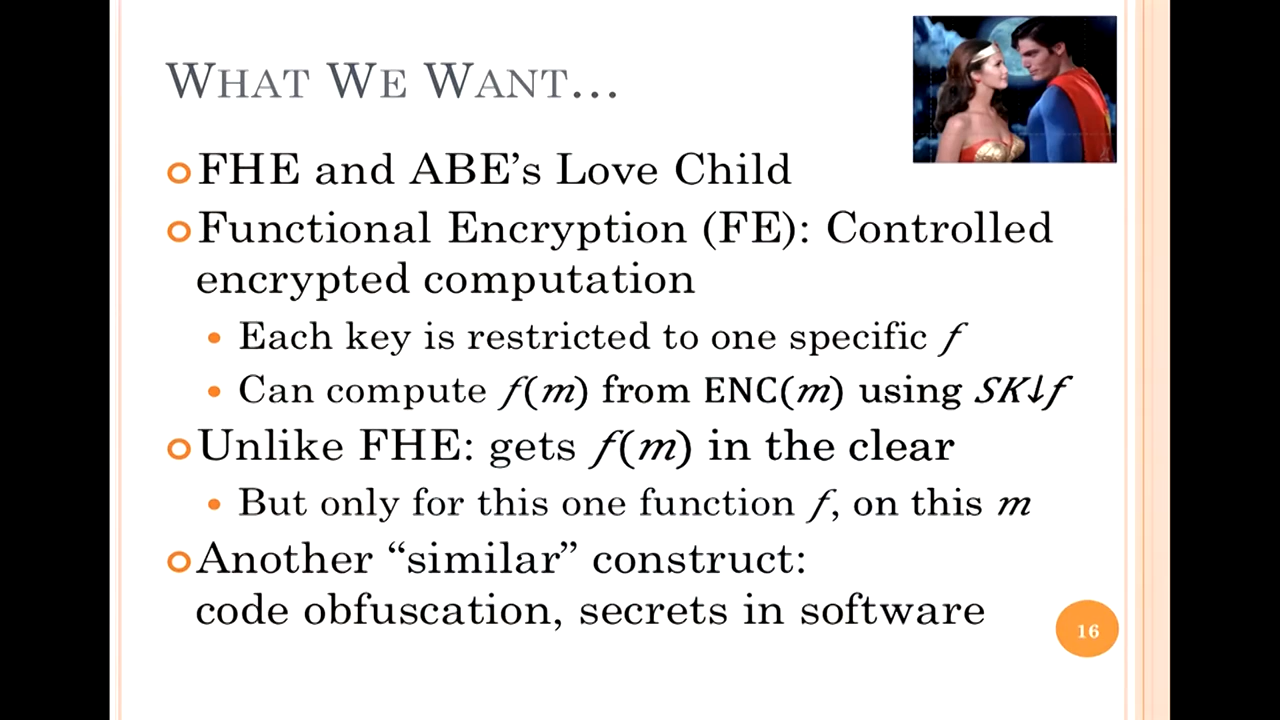 WHAT WE WANT...
FHE and ABE’s Love Child
Functional Encryption (FE): Controlled
encrypted computation
Each key is restricted to one specific f
Can compute f(m) from ENC(m) using SK↓f
Unlike FHE: gets f(m) in the clear
But only for this one function f, on this m
Another “similar” construct:
code obfuscation, secrets in software
16